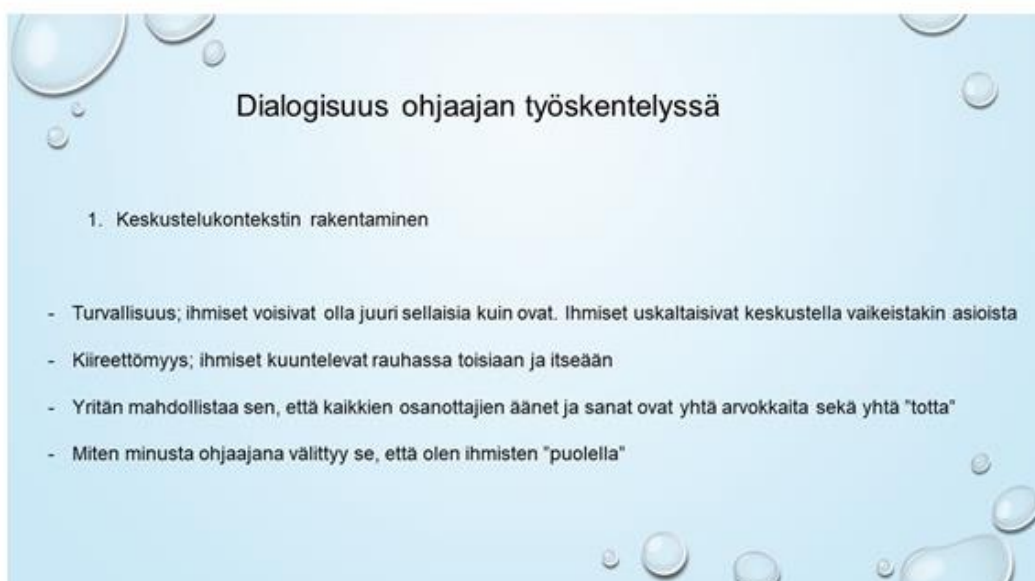 Dialogisuus ohjaajan työskentelyssä
1. Keskustelukontekstin rakentaminen
- Turvallisuus; ihmiset voisivat olla juuri sellaisia kuin ovat. Ihmiset uskaltaisivat keskustella vaikeistakin asioista
- Kiireettömyys; ihmiset kuuntelevat rauhassa toisiaan ja itseään
- Yritän mahdollistaa sen, että kaikkien osanottajien äänet ja sanat ovat yhtä arvokkaita sekä yhtä "totta"
- Miten minusta ohjaajana välittyy se, että olen ihmisten "puolella"